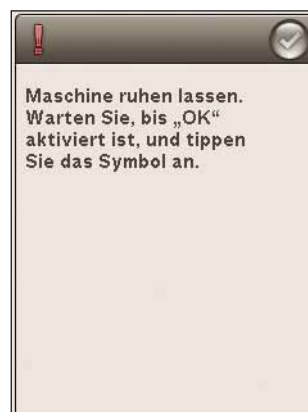 Maschine ruhen lassen.
Warten Sie, bis „OK“
aktiviert ist, und tippen
Sie das Symbol an.